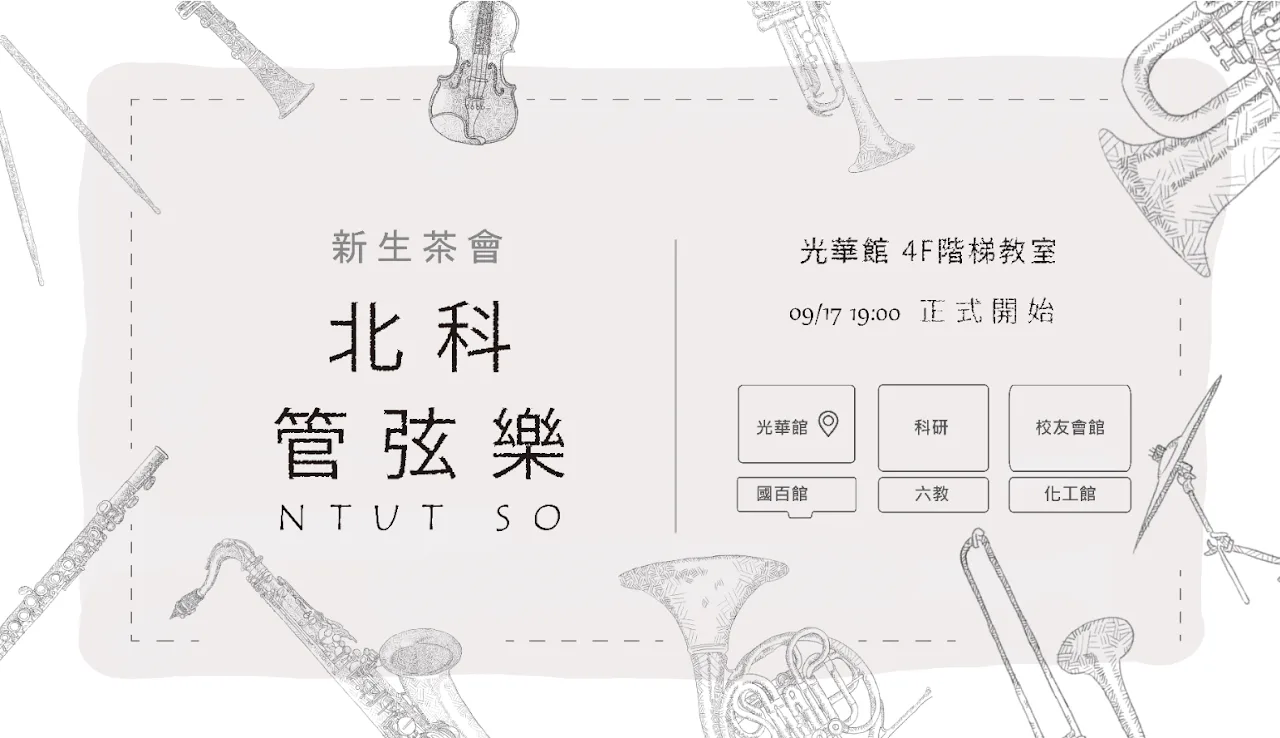 新生茶會
北科
管弦樂
NTUT SO
光華館 4F階梯教室
09/17 19:00 正式開始
光華館
科研
校友會館
國百館
六教
化工館